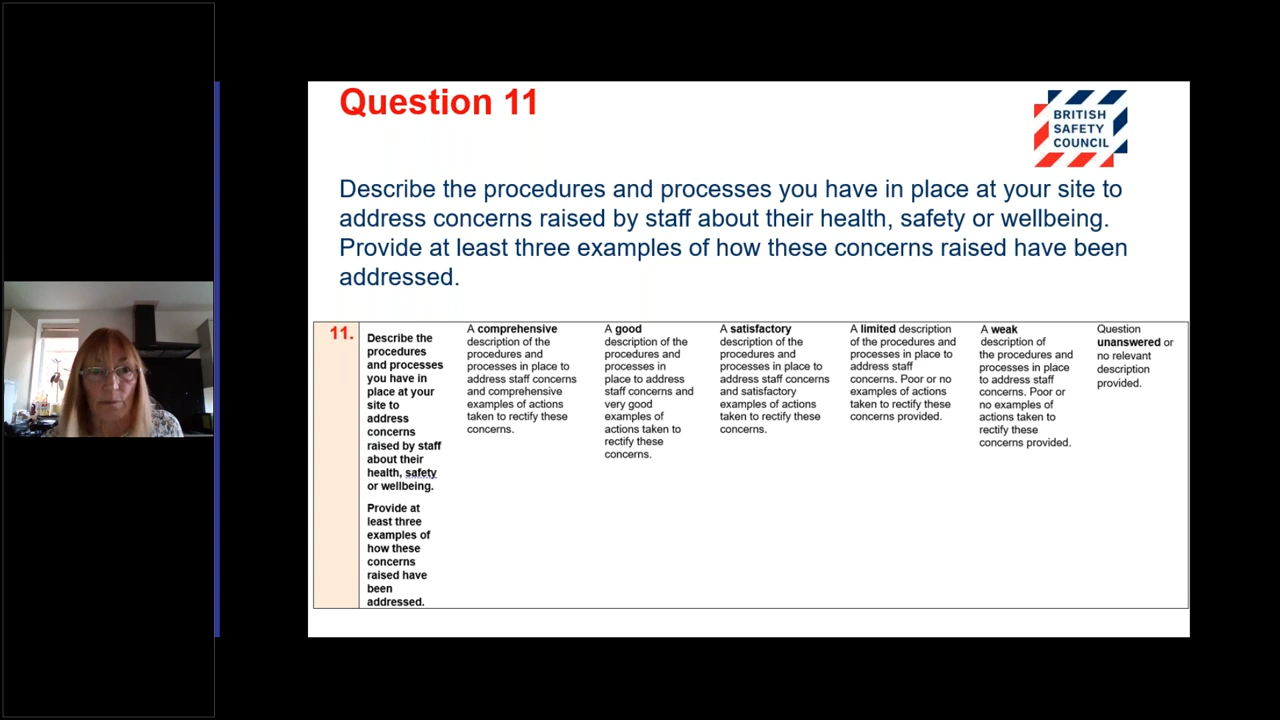 Question 11
BRITISH
SAFETY
COUNCIL
Describe the procedures and processes you have in place at your site to
address concerns raised by staff about their health, safety or wellbeing.
Provide at least three examples of how these concerns raised have been
addressed.
11.
Describe the
procedures
and processes
you have in
place at your
site to
address
concerns
raised by staff
about their
health, safety
or wellbeing.
Provide at
least three
examples of
how these
concerns
raised have
been
addressed.
A comprehensive
description of the
procedures and
processes in place to
address staff concerns
and comprehensive
examples of actions
taken to rectify these
concerns.
A good
description of the
procedures and
processes in
place to address
staff concerns and
very good
examples of
actions taken to
rectify these
concerns.
A satisfactory
description of the
procedures and
processes in place to
address staff concerns
and satisfactory
examples of actions
taken to rectify these
concerns.
A limited description
of the procedures and
processes in place to
address staff
concerns. Poor or no
examples of actions
taken to rectify these
concerns provided.
A weak
description of
the procedures and
processes in place
to address staff
concerns. Poor or
no examples of
actions taken to
rectify these
concerns provided.
Question
unanswered or
no relevant
description
provided.